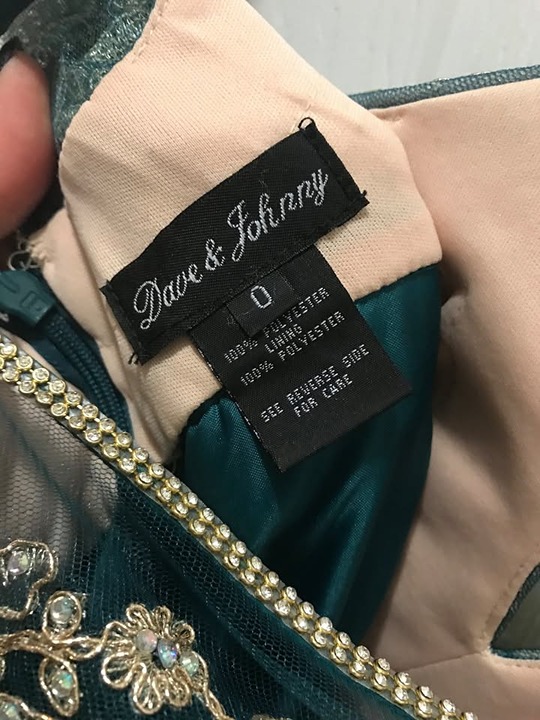 Dave & Johnny
0
100% POLYESTER
LINING
100% POLYESTER
SEE REVERSE SIDE
FOR CARE